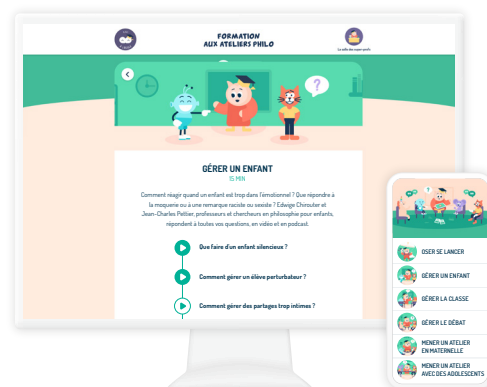 FORMATION
AUX ATELIERS PHILO
?
GÉRER UN ENFANT
15 MIN
Comment réagir quand un enfant est trop dans l'émotionnel ? Que répondre à
la moquerie ou à une remarque raciste ou sexiste ? Edwige Chirouter et
Jean-Charles Pettier, professeurs et chercheurs en philosophie pour enfants,
répondent à toutes vos questions, en vidéo et en podcast.
Que faire d'un enfant silencieux ?
Comment gérer un élève perturbateur ?
Comment gérer des partages trop intimes ?
?
OSER SE LANCER
GÉRER UN ENFANT
GÉRER LA CLASSE
GÉRER LE DÉBAT
MENER UN ATELIER
EN MATERNELLE
MENER UN ATELIER
AVEC DES ADOLESCENTS